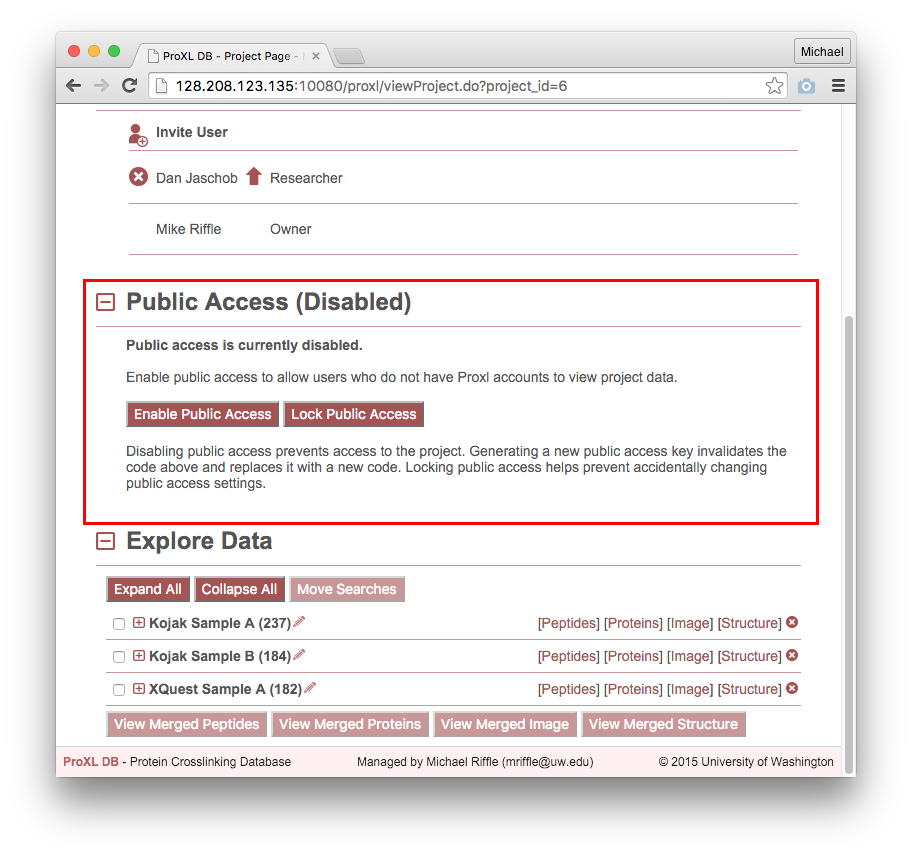 ProXL DB - Project Page -
Michael
128.208.123.135:10080/proxl/viewProject.do?project_id=6
Invite User
Dan Jaschob Researcher
Mike Riffle Owner
Public Access (Disabled)
Public access is currently disabled.
Enable public access to allow users who do not have Proxl accounts to view project data.
Enable Public Access Lock Public Access
Disabling public access prevents access to the project. Generating a new public access key invalidates the
code above and replaces it with a new code. Locking public access helps prevent accidentally changing
public access settings.
Explore Data
Expand All Collapse All Move Searches
Kojak Sample A (237) [Peptides] [Proteins] [Image] [Structure]
Kojak Sample B (184) [Peptides] [Proteins] [Image] [Structure]
XQuest Sample A (182) [Peptides] [Proteins] [Image] [Structure]
View Merged Peptides View Merged Proteins View Merged Image View Merged Structure
ProXL DB - Protein Crosslinking Database Managed by Michael Riffle (mriffle@uw.edu) © 2015 University of Washington